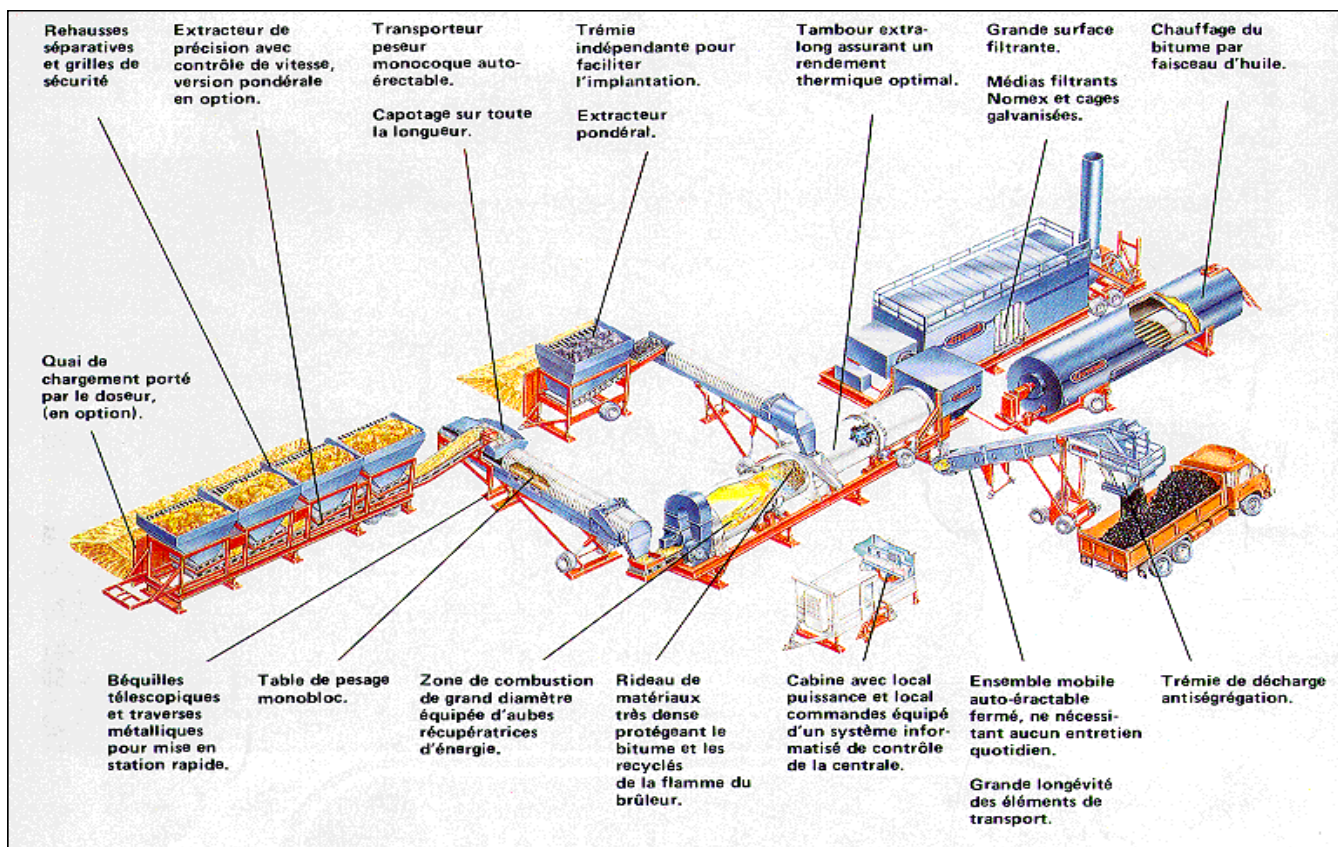 Rehausses
séparatives
et grilles de
sécurité
Extracteur de
précision avec
contrôle de vitesse,
version pondérale
en option.
Transporteur
peseur
monocoque auto-
érectable.
Capotage sur toute
la longueur.
Trémie
indépendante pour
faciliter
l'implantation.
Extracteur
pondéral.
Tambour extra-
long assurant un
rendement
thermique optimal.
Grande surface
filtrante.
Médias filtrants
Nomex et cages
galvanisées.
Chauffage du
bitume par
faisceau d'huile.
Quai de
chargement porté
par le doseur,
(en option).
Béquilles
télescopiques
et traverses
métalliques
pour mise en
station rapide.
Table de pesage
monobloc.
Zone de combustion
de grand diamètre
équipée d'aubes
récupératrices
d'énergie.
Rideau de
matériaux
très dense
protégeant le
bitume et les
recyclés
de la flamme du
brûleur.
Cabine avec local
puissance et local
commandes équipé
d'un système infor-
matisé de contrôle
de la centrale.
Ensemble mobile
auto-éractable
fermé, ne nécessi-
tant aucun entretien
quotidien.
Grande longévité
des éléments de
transport.
Trémie de décharge
antiségrégation.